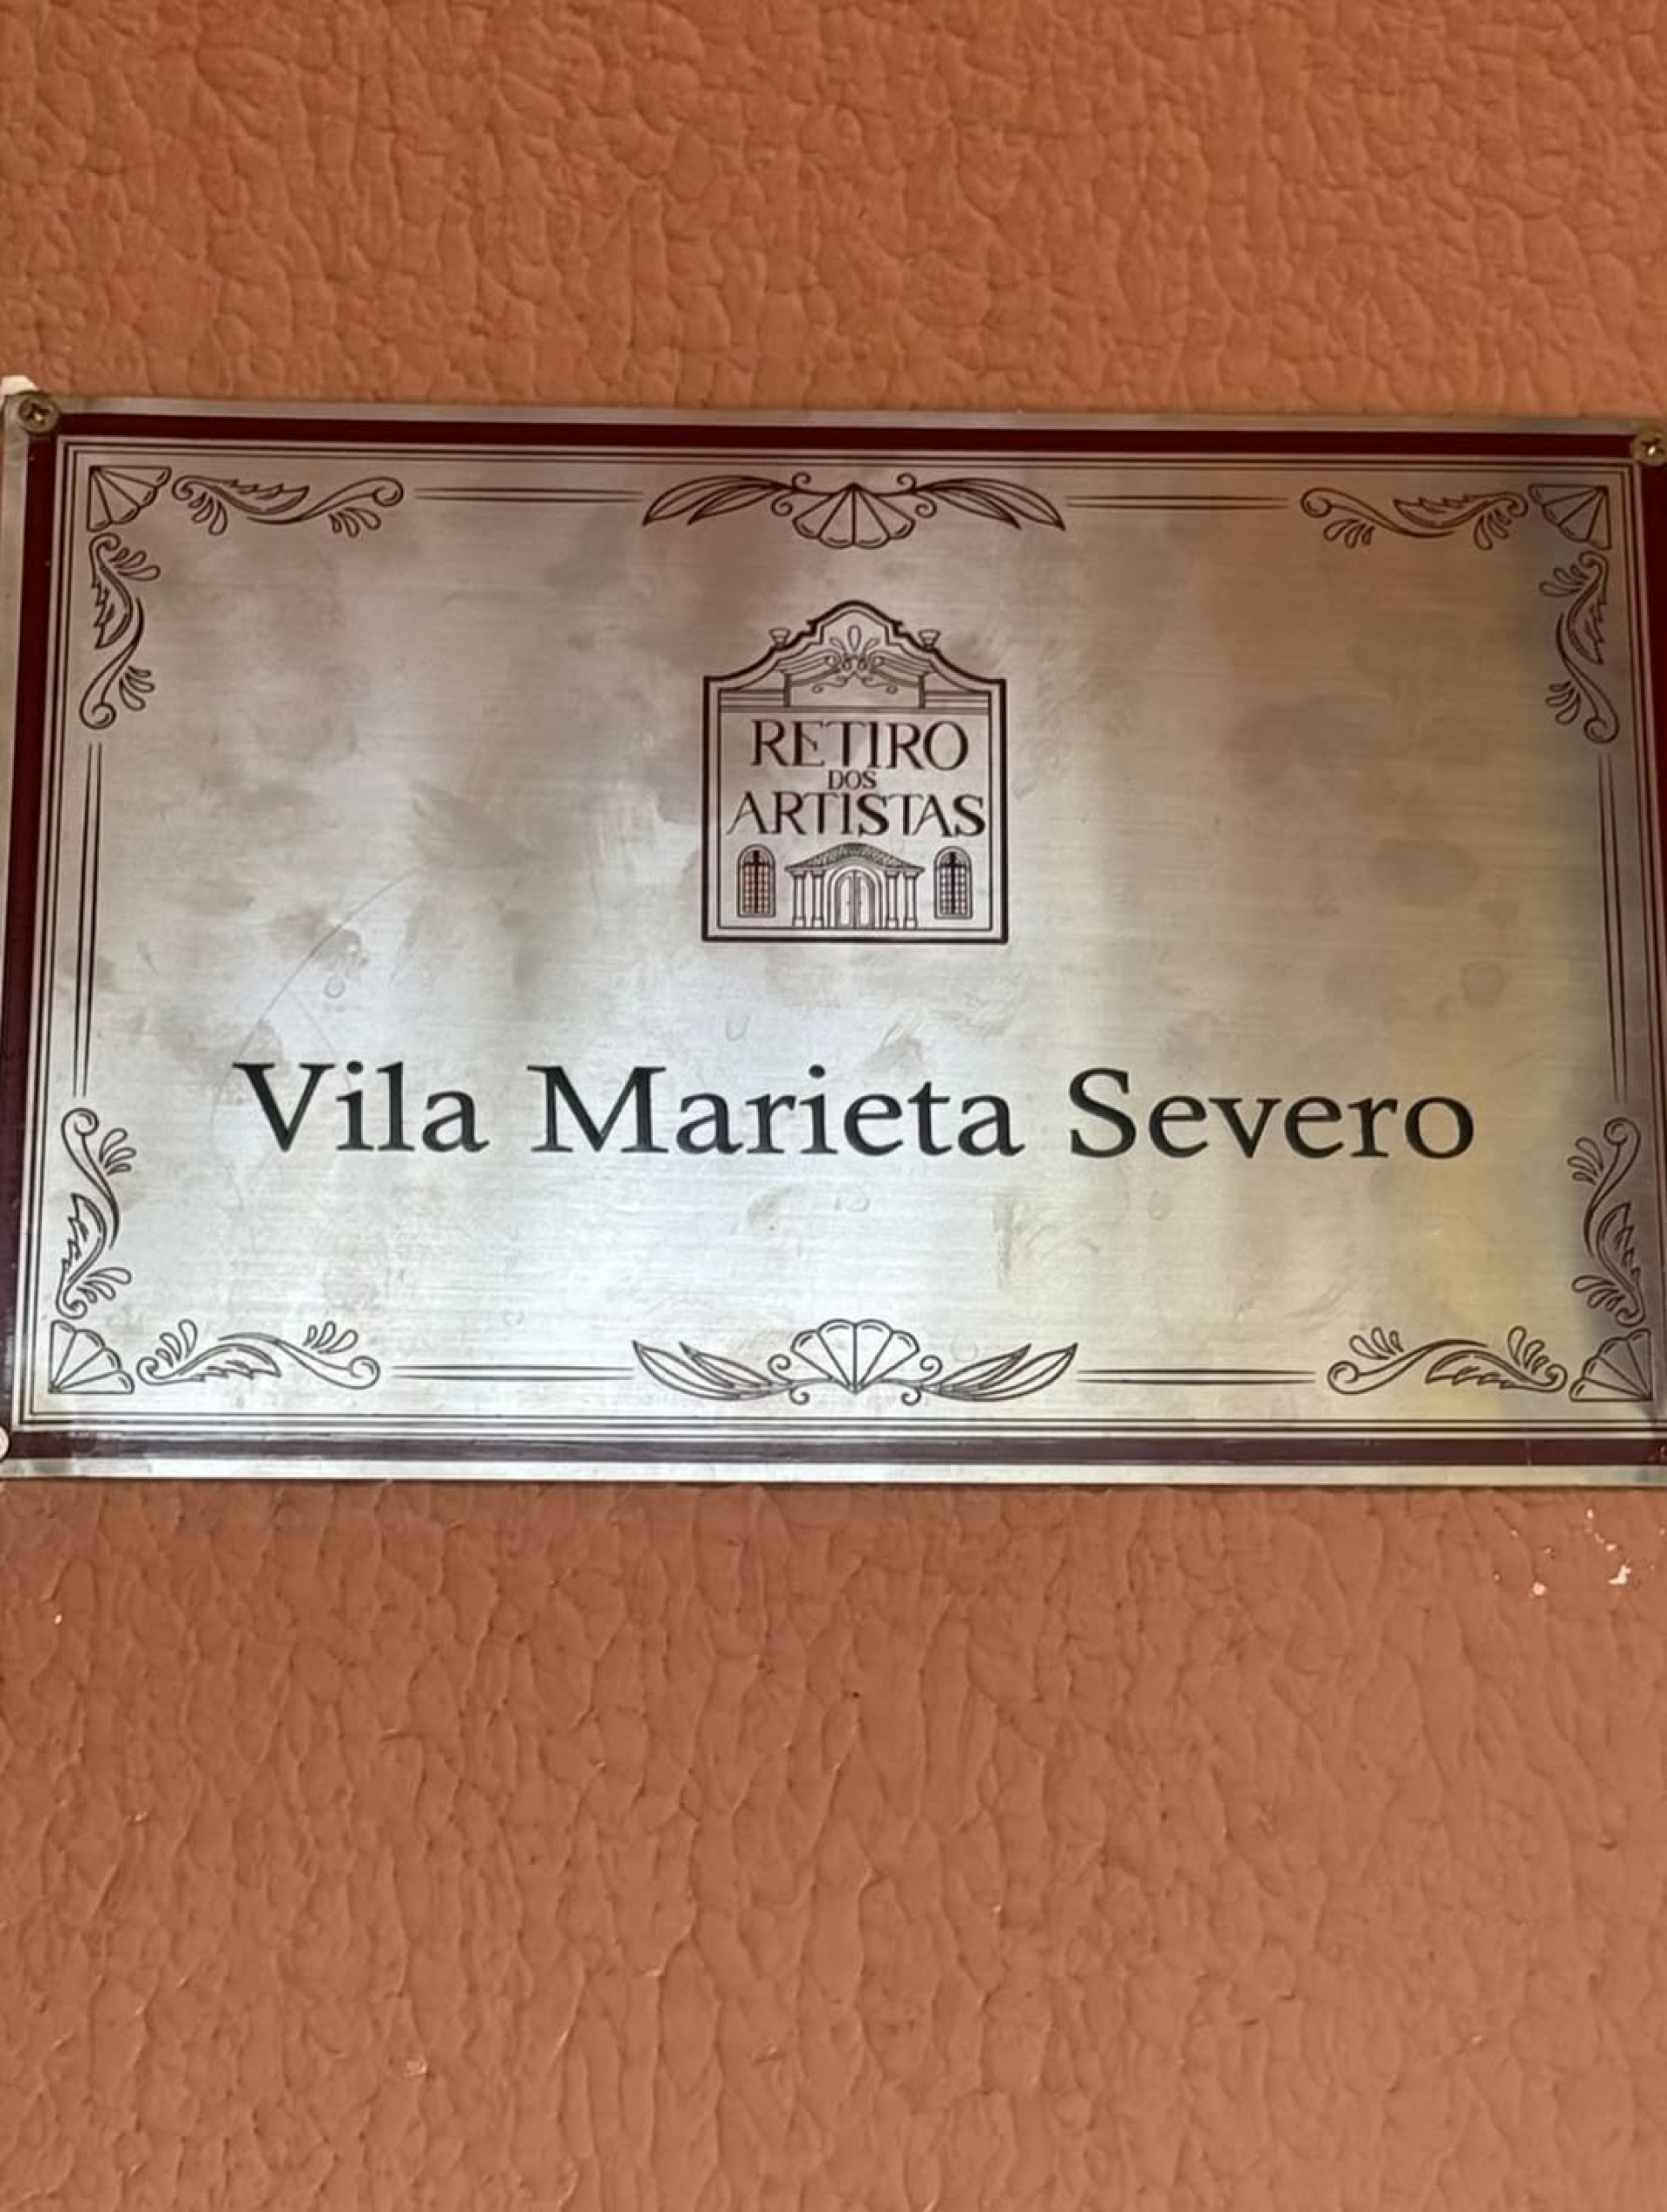 RETIRO
DOS
ARTISTAS
Vila Marieta Severo